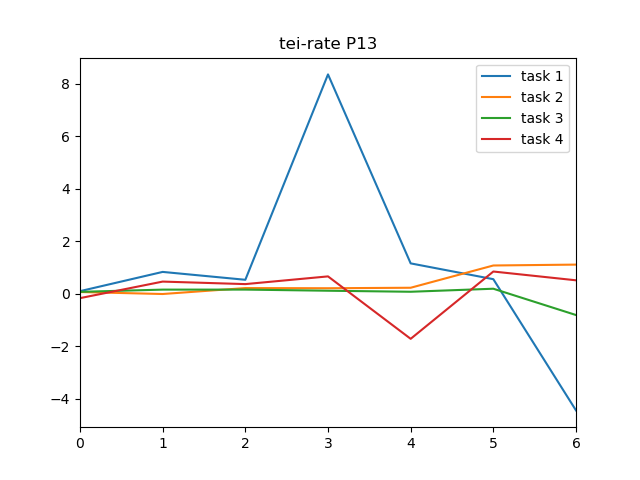 tei-rate P13
task 1
task 2
task 3
task 4
8
6
4
2
0
−2
−4
0 1 2 3 4 5 6